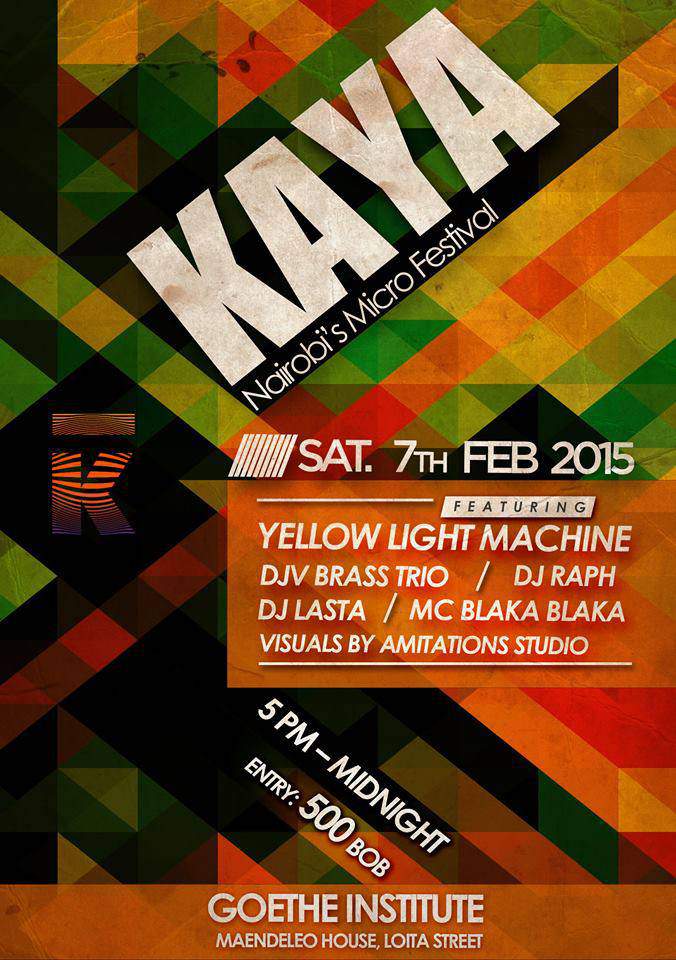 KAYA
Nairobi's Micro Festival
K
SAT. 7TH FEB 2015
FEATURING
YELLOW LIGHT MACHINE
DJV BRASS TRIO / DJ RAPH
DJ LASTA / MC BLAKA BLAKA
VISUALS BY AMITATIONS STUDIO
5 PM – MIDNIGHT
ENTRY: 500 BOB
GOETHE INSTITUTE
MAENDELEO HOUSE, LOITA STREET